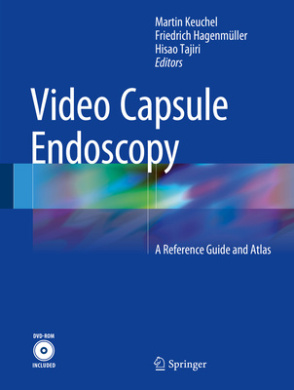 Martin Keuchel
Friedrich Hagenmüller
Hisao Tajiri
Editors
Video Capsule
Endoscopy
A Reference Guide and Atlas
DVD-ROM
INCLUDED
Springer